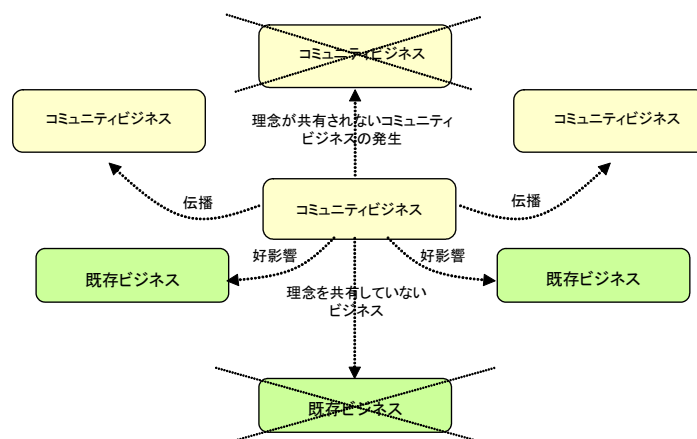 コミュニティビジネス
コミュニティビジネス
コミュニティビジネス
理念が共有されないコミュニティ
ビジネスの発生
伝播
コミュニティビジネス
伝播
既存ビジネス
好影響
好影響
既存ビジネス
理念を共有していない
ビジネス
既存ビジネス